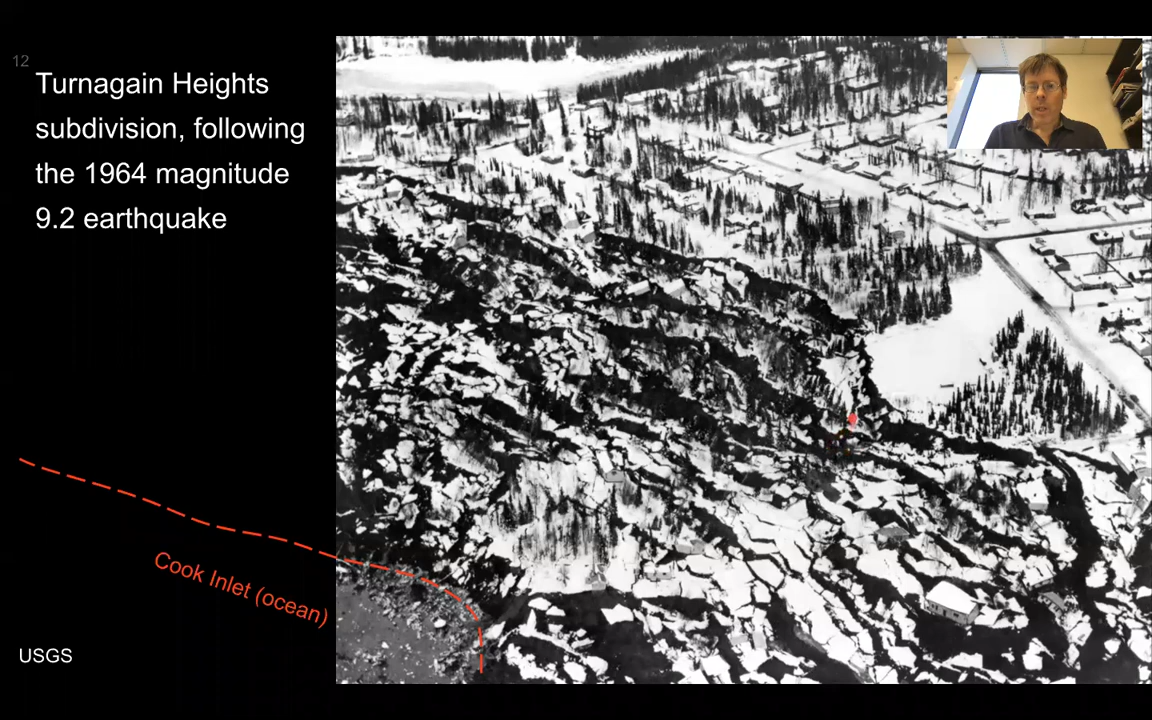 12
Turnagain Heights
subdivision, following
the 1964 magnitude
9.2 earthquake
Cook Inlet (ocean)
USGS